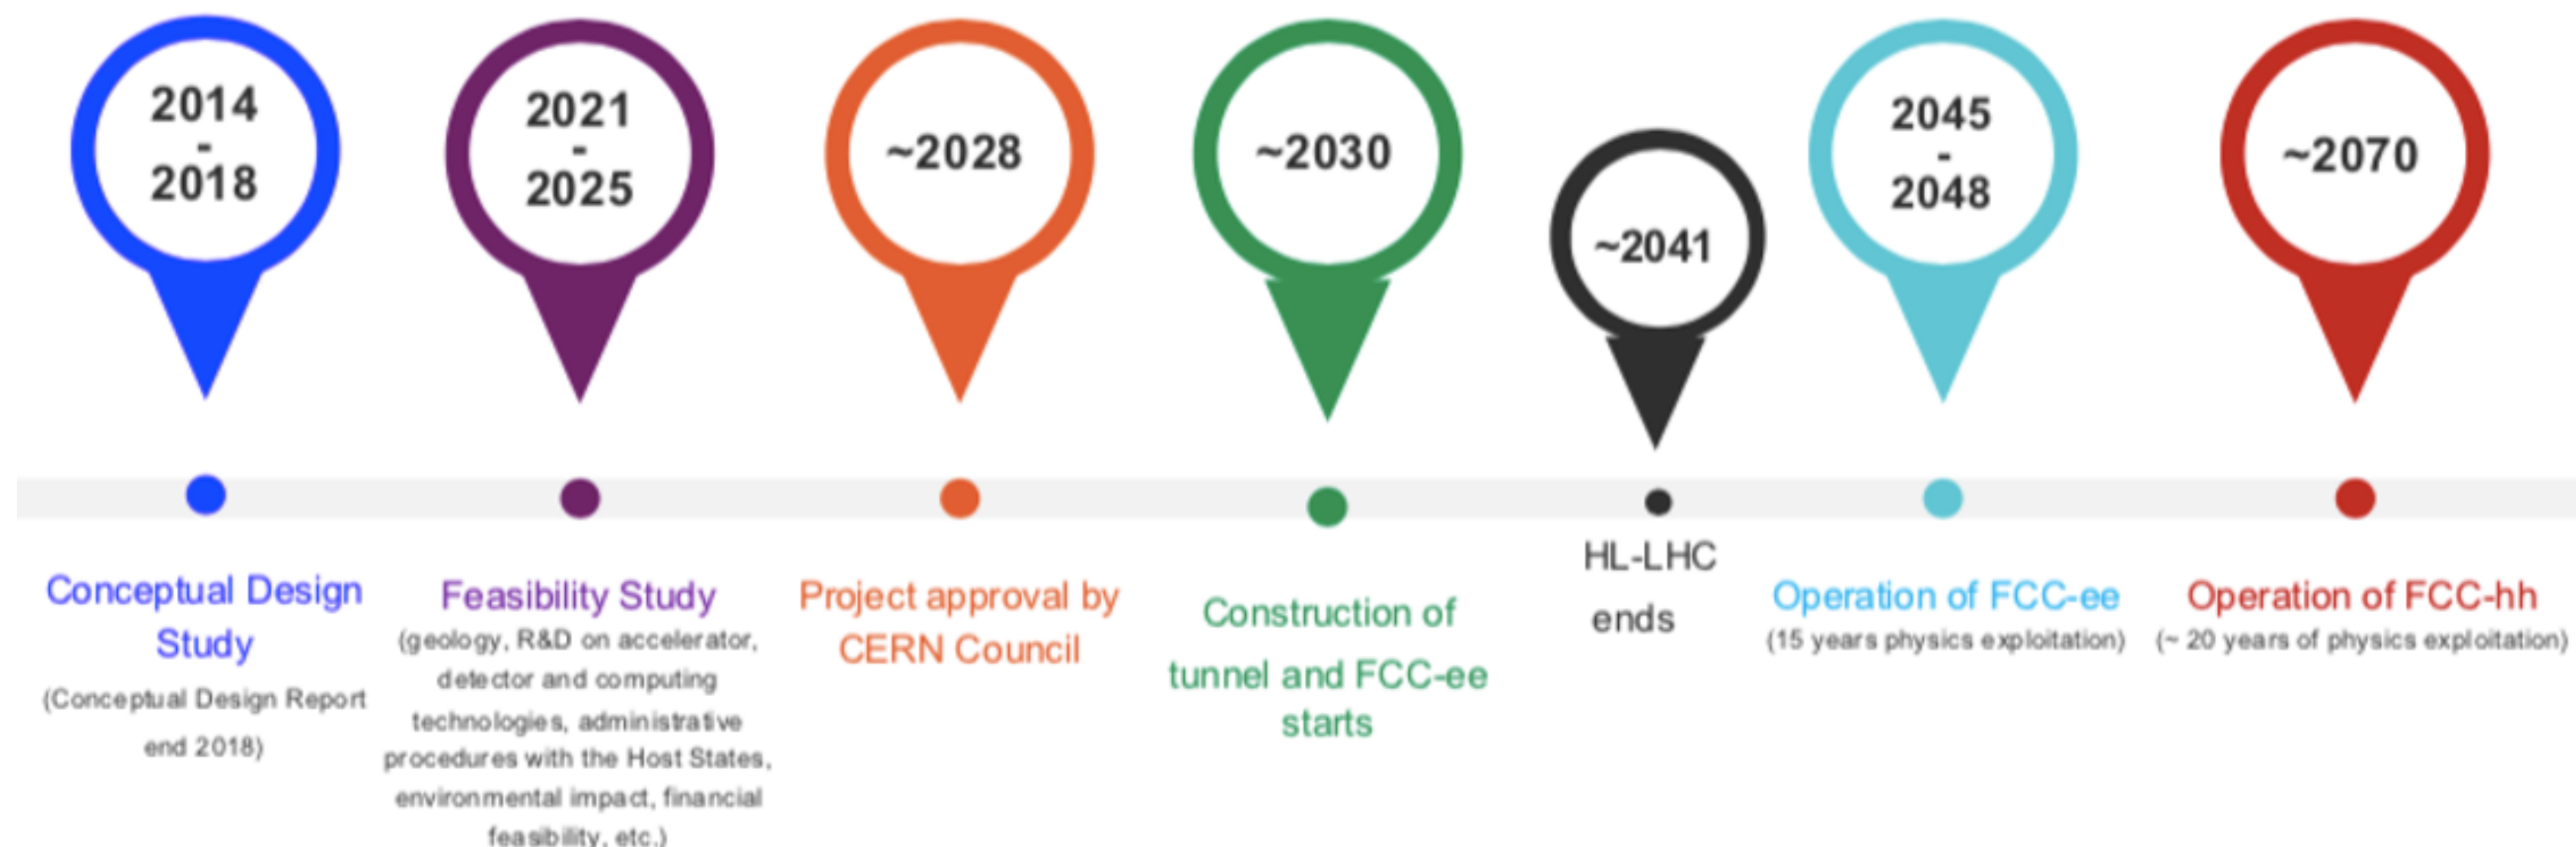 2014
-
2018
2021
-
2025
~2028
~2030
~2041
2045
-
2048
~2070
Conceptual Design
Study
(Conceptual Design Report
end 2018)
Feasibility Study
(geology, R&D on accelerator,
detector and computing
technologies, administrative
procedures with the Host States,
environmental impact, financial
feasibility, etc.)
Project approval by
CERN Council
Construction of
tunnel and FCC-ee
starts
HL-LHC
ends
Operation of FCC-ee
(15 years physics exploitation)
Operation of FCC-hh
(~ 20 years of physics exploitation)